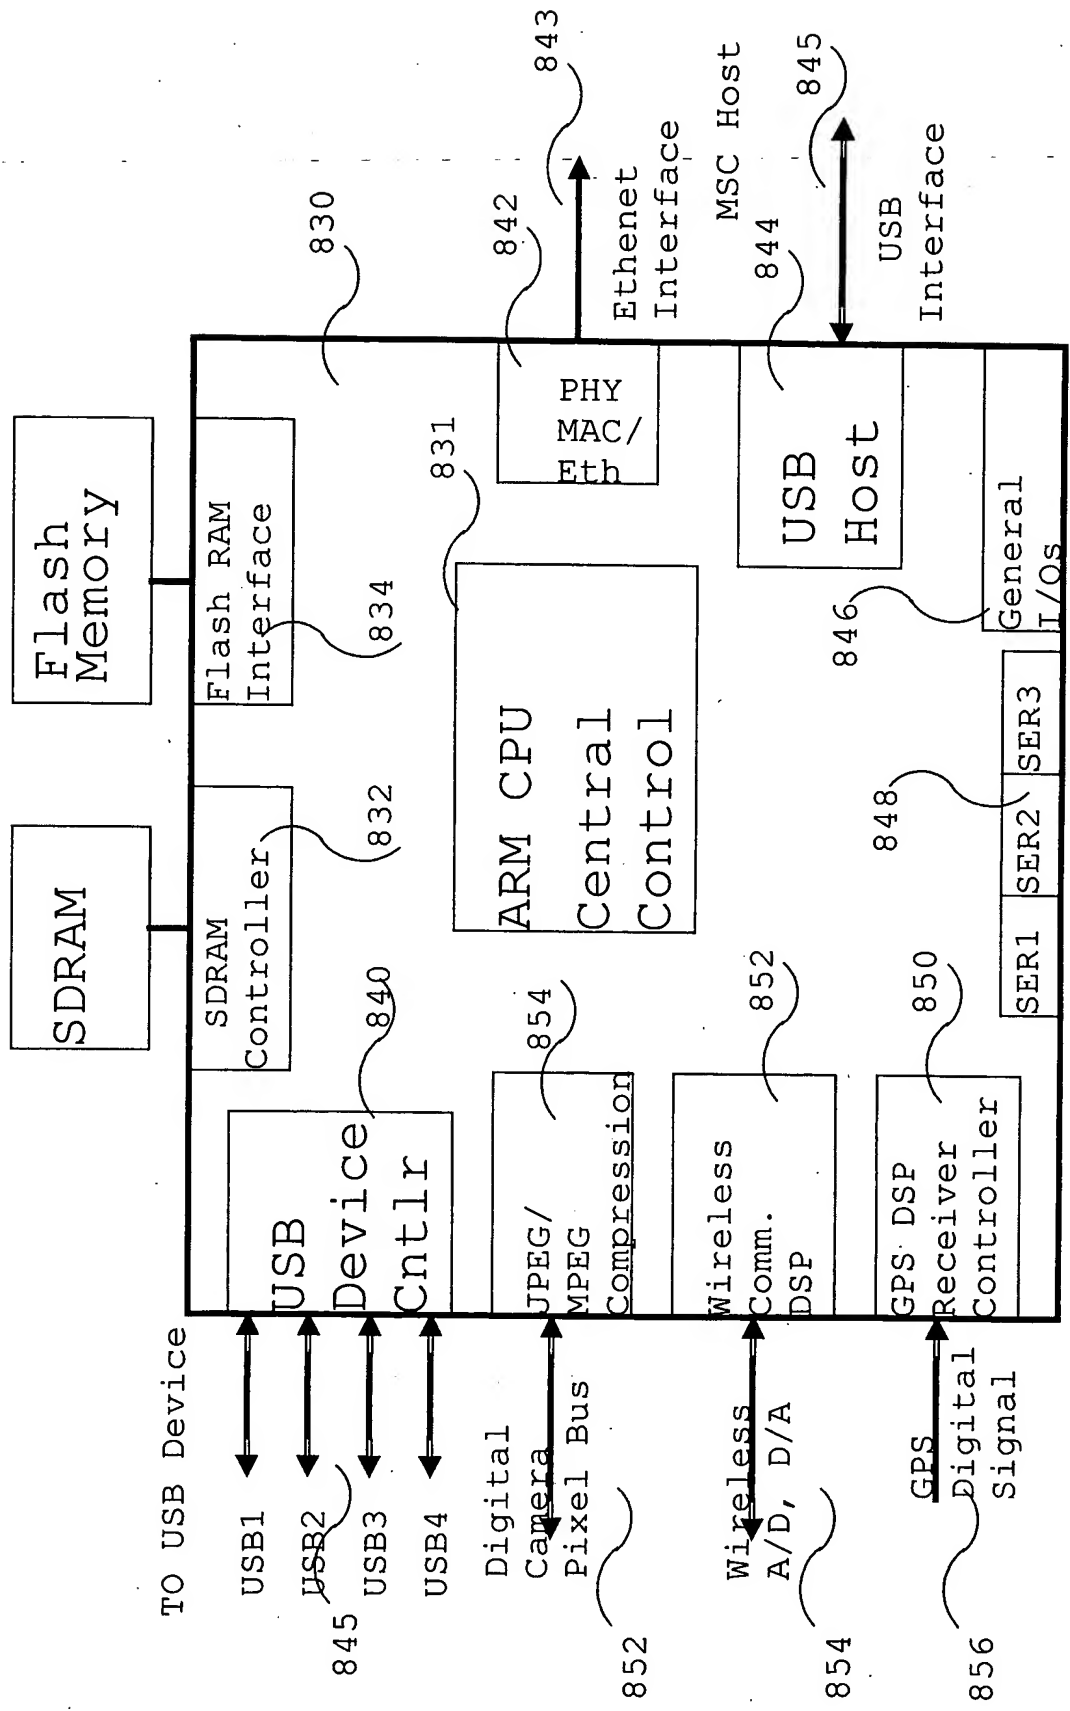 SDRAM
Flash
Memory
TO USB Device
USB1
USB2
USB3
USB4
845
USB
Device
Cntlr
840
SDRAM
Controller
832
Flash RAM
Interface
834
830
Digital
Camera
Pixel Bus
852
JPEG/
MPEG
Compression
854
ARM CPU
Central
Control
831
PHY
MAC/
Eth
842
843
Ethenet
Interface
Wireless
A/D, D/A
854
Wireless
Comm.
DSP
852
USB
Host
844
MSC Host
845
USB
Interface
GPS
Digital
Signal
856
GPS DSP
Receiver
Controller
850
SER1
SER2
SER3
848
846
General
I/Os